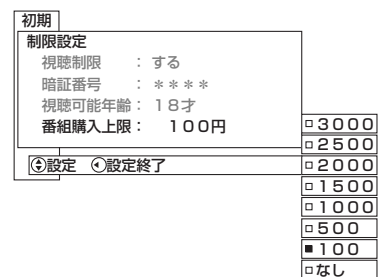 初期
制限設定
視聴制限 : する
暗証番号 : ****
視聴可能年齢 : 18才
番組購入上限 : 100円
設定 設定終了
3000
2500
2000
1500
1000
500
100
なし